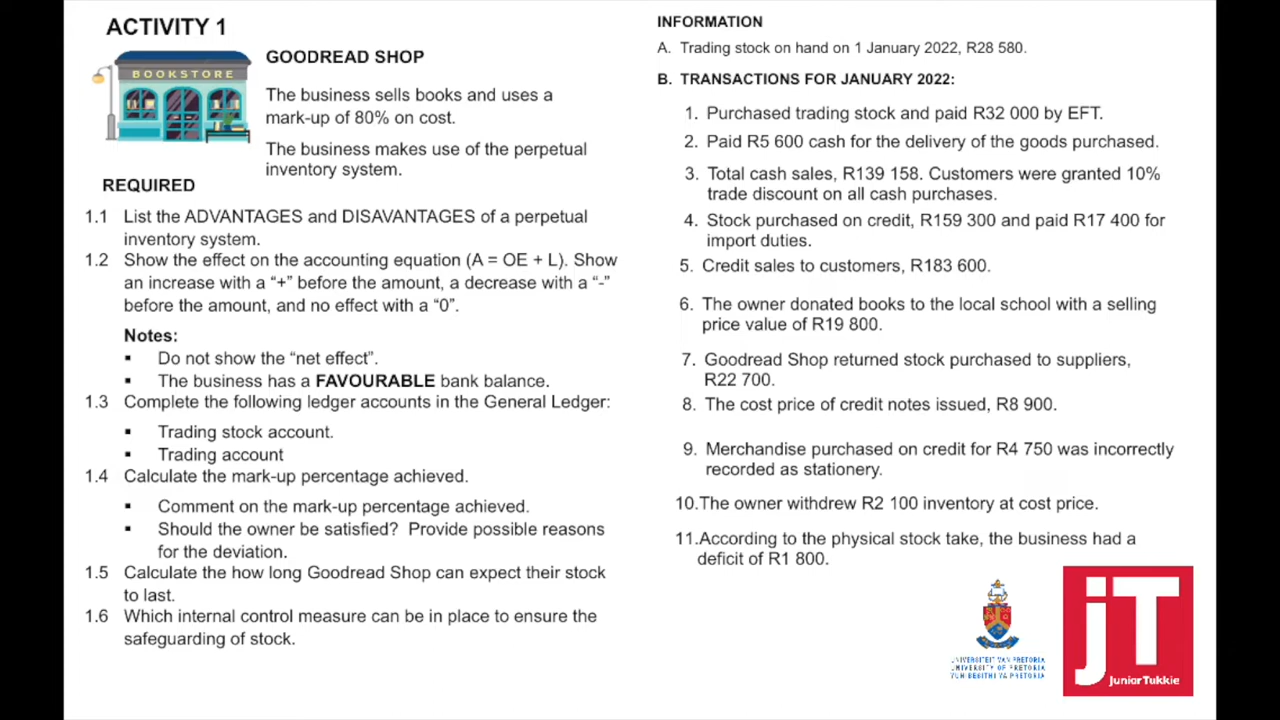 ACTIVITY 1
BOOKSTORE
GOODREAD SHOP
The business sells books and uses a
mark-up of 80% on cost.
The business makes use of the perpetual
inventory system.
REQUIRED
1.1 List the ADVANTAGES and DISAVANTAGES of a perpetual
inventory system.
1.2 Show the effect on the accounting equation (A = OE + L). Show
an increase with a “+” before the amount, a decrease with a “-”
before the amount, and no effect with a “0”.
Notes:
▪ Do not show the “net effect”.
▪ The business has a FAVOURABLE bank balance.
1.3 Complete the following ledger accounts in the General Ledger:
▪ Trading stock account.
▪ Trading account
1.4 Calculate the mark-up percentage achieved.
▪ Comment on the mark-up percentage achieved.
▪ Should the owner be satisfied? Provide possible reasons
for the deviation.
1.5 Calculate the how long Goodread Shop can expect their stock
to last.
1.6 Which internal control measure can be in place to ensure the
safeguarding of stock.
INFORMATION
A. Trading stock on hand on 1 January 2022, R28 580.
B. TRANSACTIONS FOR JANUARY 2022:
1. Purchased trading stock and paid R32 000 by EFT.
2. Paid R5 600 cash for the delivery of the goods purchased.
3. Total cash sales, R139 158. Customers were granted 10%
trade discount on all cash purchases.
4. Stock purchased on credit, R159 300 and paid R17 400 for
import duties.
5. Credit sales to customers, R183 600.
6. The owner donated books to the local school with a selling
price value of R19 800.
7. Goodread Shop returned stock purchased to suppliers,
R22 700.
8. The cost price of credit notes issued, R8 900.
9. Merchandise purchased on credit for R4 750 was incorrectly
recorded as stationery.
10.The owner withdrew R2 100 inventory at cost price.
11.According to the physical stock take, the business had a
deficit of R1 800.
UNIVERSITEIT VAN PRETORIA
UNIVERSITY OF PRETORIA
YUNIBESITHI YA PRETORIA
jT
JuniorTukkie